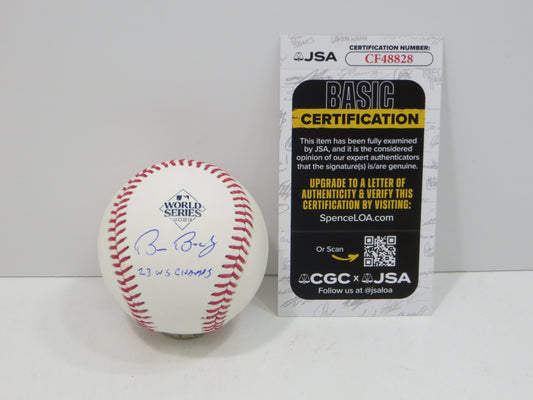 WORLD
SERIES
2023
23 WS CHAMPS
JSA
CERTIFICATION NUMBER:
CF48828
BASIC
CERTIFICATION
This item has been fully examined
by JSA, and it is the considered
opinion of our expert authenticators
that the signature(s) is/are genuine.
UPGRADE TO A LETTER OF
AUTHENTICITY & VERIFY THIS
CERTIFICATION BY VISITING:
SpenceLOA.com
Or Scan
CGC x JSA
Follow us at @jsaloa